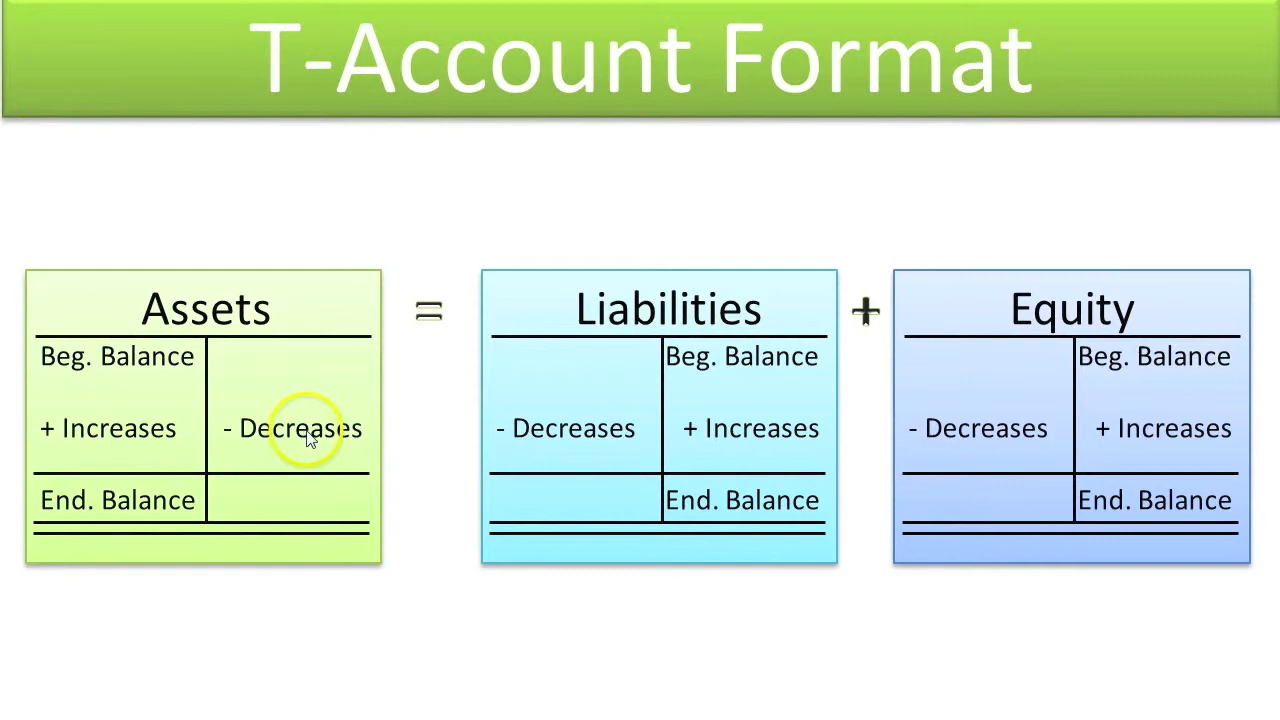 T-Account Format
Assets = Liabilities + Equity
Beg. Balance Beg. Balance Beg. Balance
+ Increases - Decreases - Decreases + Increases - Decreases + Increases
End. Balance End. Balance End. Balance